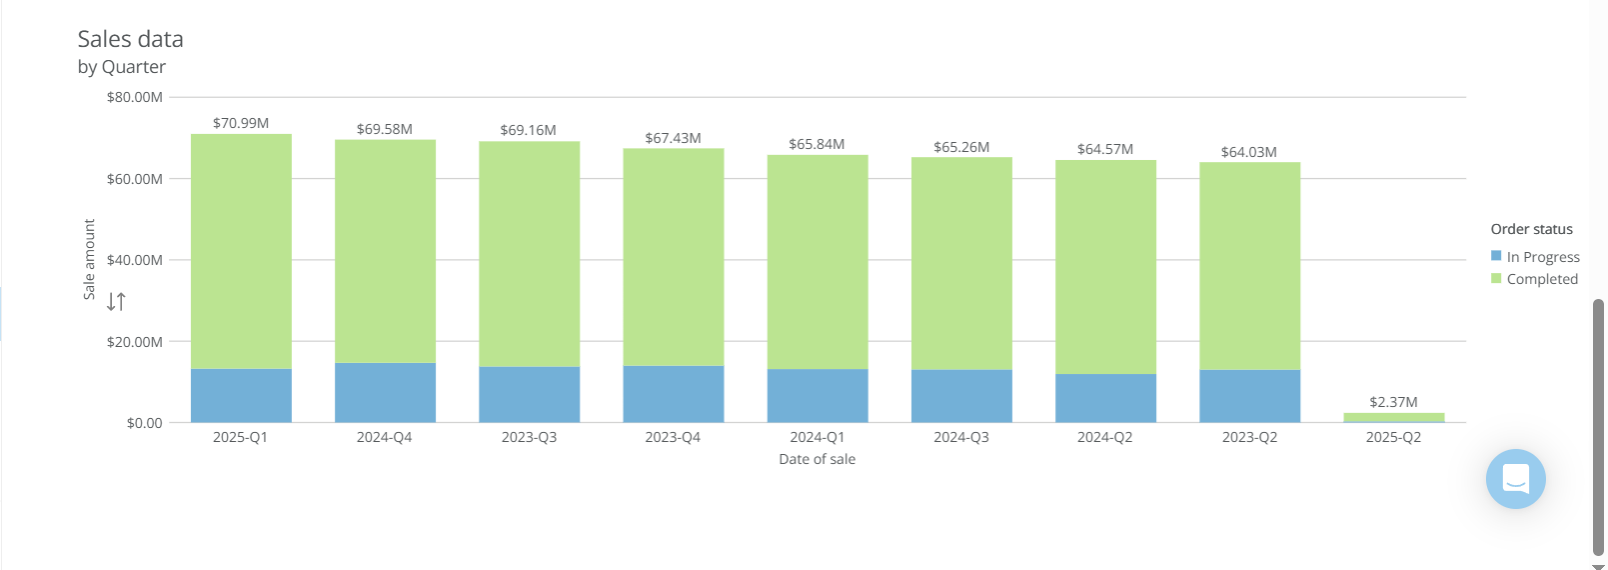 Sales data
by Quarter
$80.00M
$60.00M
$40.00M
$20.00M
$0.00
Sale amount
$70.99M
$69.58M
$69.16M
$67.43M
$65.84M
$65.26M
$64.57M
$64.03M
$2.37M
2025-Q1
2024-Q4
2023-Q3
2023-Q4
2024-Q1
2024-Q3
2024-Q2
2023-Q2
2025-Q2
Date of sale
Order status
In Progress
Completed